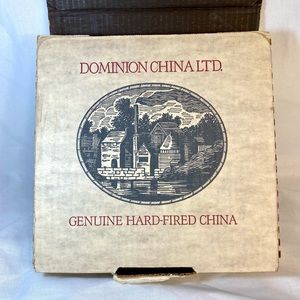 DOMINION CHINA LTD.
GENUINE HARD-FIRED CHINA